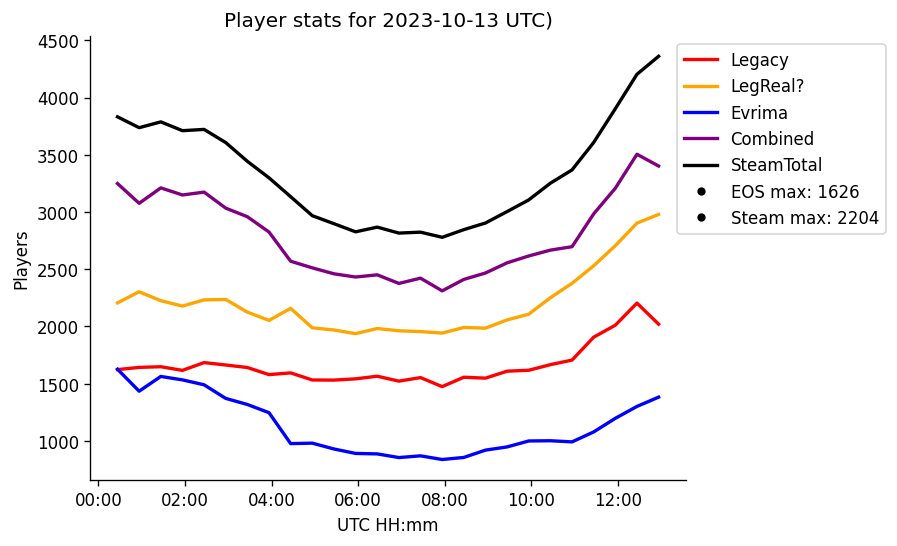 Player stats for 2023-10-13 UTC)
4500
4000
3500
3000
2500
2000
1500
1000
Players
00:00 02:00 04:00 06:00 08:00 10:00 12:00
UTC HH:mm
Legacy
LegReal?
Evrima
Combined
SteamTotal
EOS max: 1626
Steam max: 2204